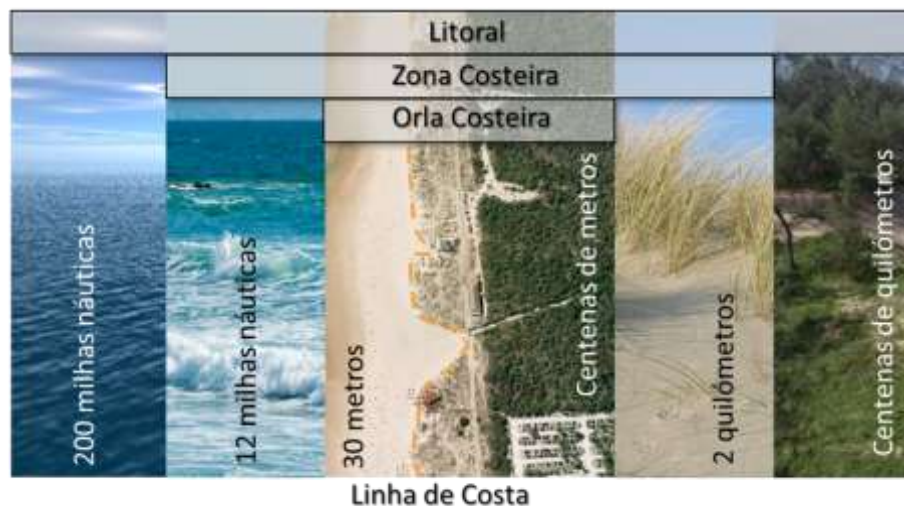 Litoral
Zona Costeira
Orla Costeira
200 milhas náuticas
12 milhas náuticas
30 metros
Centenas de metros
2 quilómetros
Centenas de quilómetros
Linha de Costa